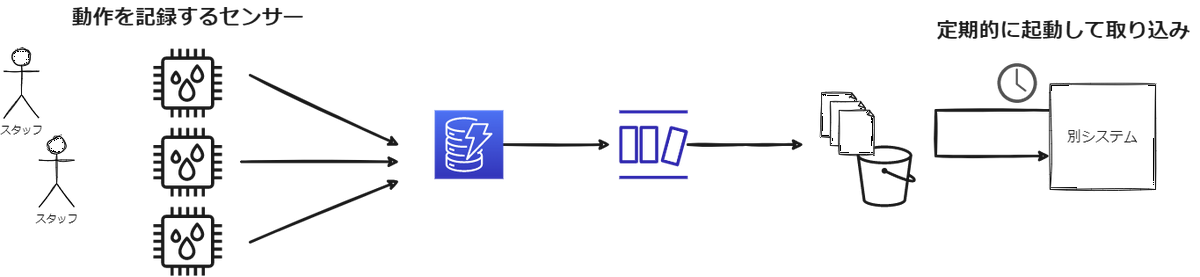 動作を記録するセンサー
定期的に起動して取り込み
スタッフ
別システム
スタッフ